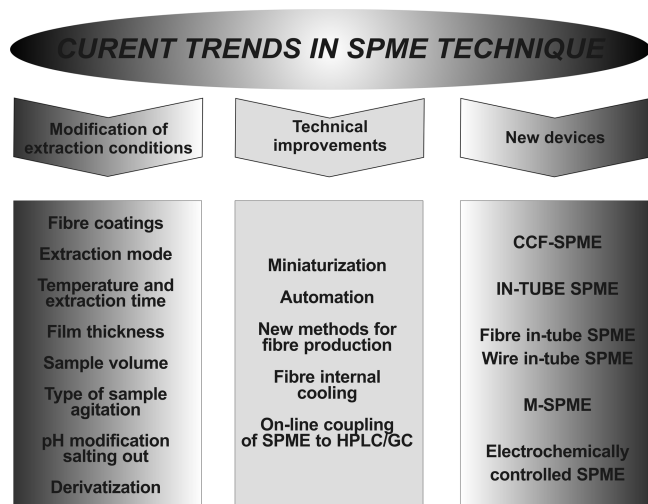 CURENT TRENDS IN SPME TECHNIQUE
Modification of
extraction conditions
Fibre coatings
Extraction mode
Temperature and
extraction time
Film thickness
Sample volume
Type of sample
agitation
pH modification
salting out
Derivatization
Technical
improvements
Miniaturization
Automation
New methods for
fibre production
Fibre internal
cooling
On-line coupling
of SPME to HPLC/GC
New devices
CCF-SPME
IN-TUBE SPME
Fibre in-tube SPME
Wire in-tube SPME
M-SPME
Electrochemically
controlled SPME